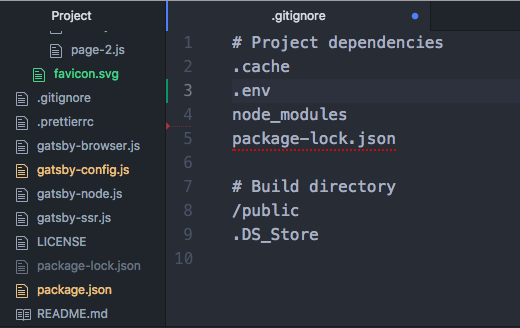 Project
page-2.js
favicon.svg
.gitignore
.prettierrc
gatsby-browser.js
gatsby-config.js
gatsby-node.js
gatsby-ssr.js
LICENSE
package-lock.json
package.json
README.md
.gitignore
1 # Project dependencies
2 .cache
3 .env
4 node_modules
5 package-lock.json
6
7 # Build directory
8 /public
9 .DS_Store
10